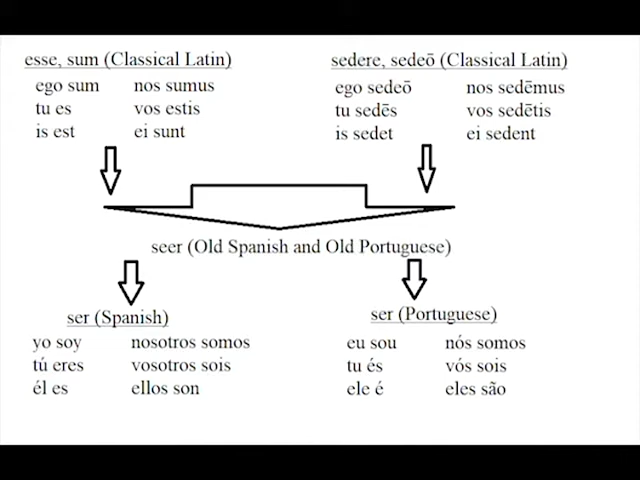 esse, sum (Classical Latin)
ego sum nos sumus
tu es vos estis
is est ei sunt
sedere, sedeō (Classical Latin)
ego sedeō nos sedēmus
tu sedēs vos sedētis
is sedet ei sedent
seer (Old Spanish and Old Portuguese)
ser (Spanish)
yo soy nosotros somos
tú eres vosotros sois
él es ellos son
ser (Portuguese)
eu sou nós somos
tu és vós sois
ele é eles são